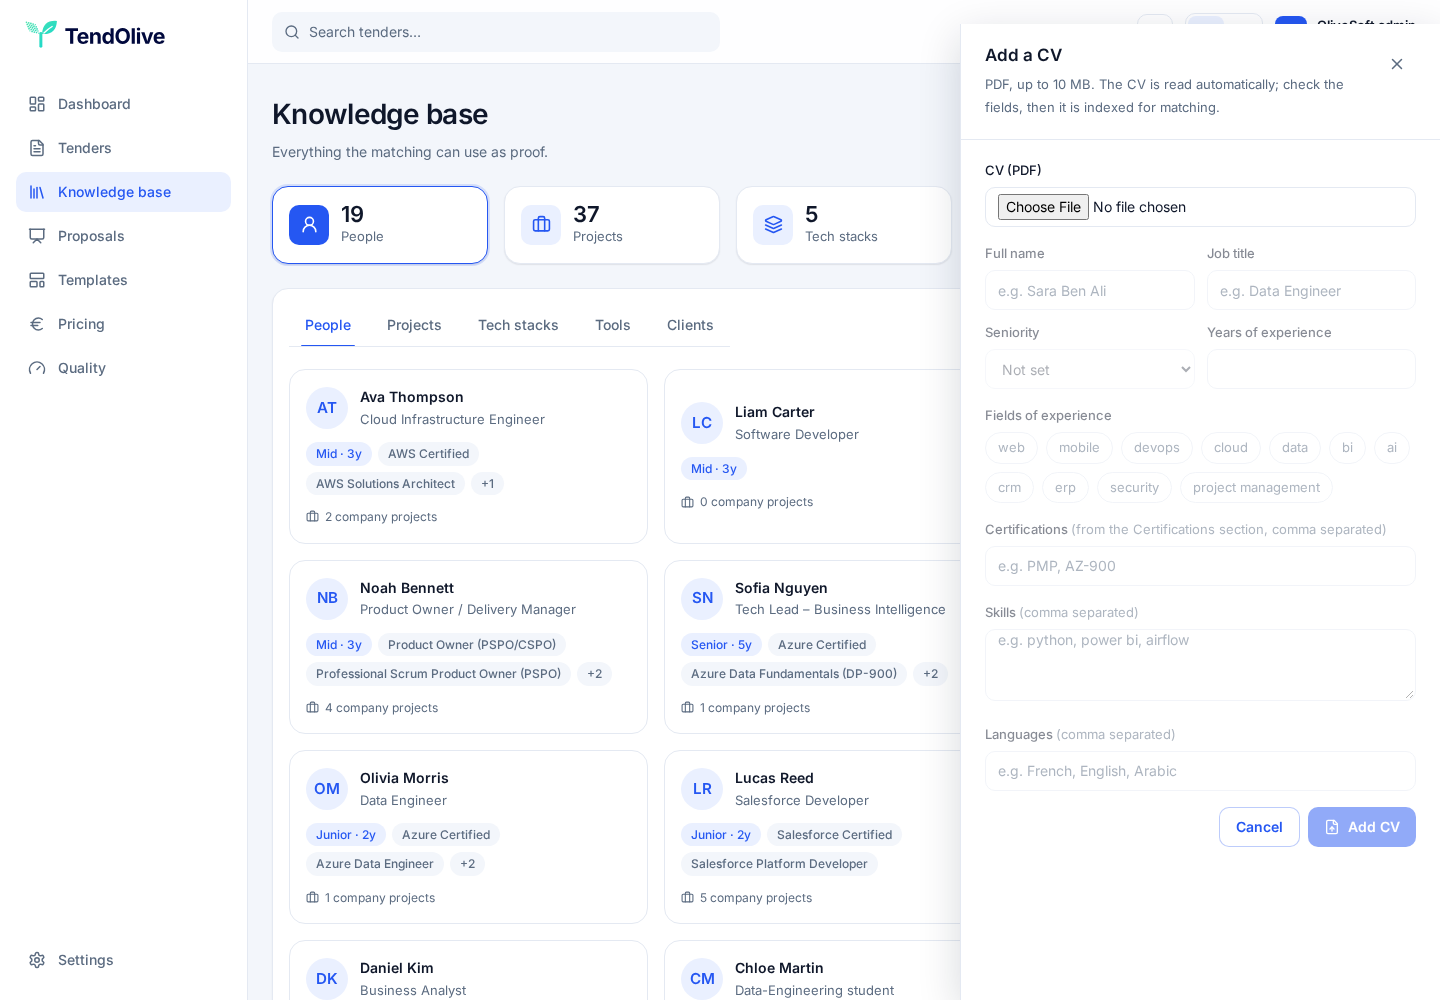 TendOlive
Dashboard
Tenders
Knowledge base
Proposals
Templates
Pricing
Quality
Settings
Search tenders...
Knowledge base
Everything the matching can use as proof.
19
People
37
Projects
5
Tech stacks
People Projects Tech stacks Tools Clients
AT
Ava Thompson
Cloud Infrastructure Engineer
Mid · 3y AWS Certified
AWS Solutions Architect +1
2 company projects
LC
Liam Carter
Software Developer
Mid · 3y
0 company projects
NB
Noah Bennett
Product Owner / Delivery Manager
Mid · 3y Product Owner (PSPO/CSPO)
Professional Scrum Product Owner (PSPO) +2
4 company projects
SN
Sofia Nguyen
Tech Lead – Business Intelligence
Senior · 5y Azure Certified
Azure Data Fundamentals (DP-900) +2
1 company projects
OM
Olivia Morris
Data Engineer
Junior · 2y Azure Certified
Azure Data Engineer +2
1 company projects
LR
Lucas Reed
Salesforce Developer
Junior · 2y Salesforce Certified
Salesforce Platform Developer
5 company projects
DK
Daniel Kim
Business Analyst
CM
Chloe Martin
Data-Engineering student
Add a CV
PDF, up to 10 MB. The CV is read automatically; check the
fields, then it is indexed for matching.
CV (PDF)
Choose File No file chosen
Full name Job title
e.g. Sara Ben Ali e.g. Data Engineer
Seniority Years of experience
Not set
Fields of experience
web mobile devops cloud data bi ai
crm erp security project management
Certifications (from the Certifications section, comma separated)
e.g. PMP, AZ-900
Skills (comma separated)
e.g. python, power bi, airflow
Languages (comma separated)
e.g. French, English, Arabic
Cancel Add CV